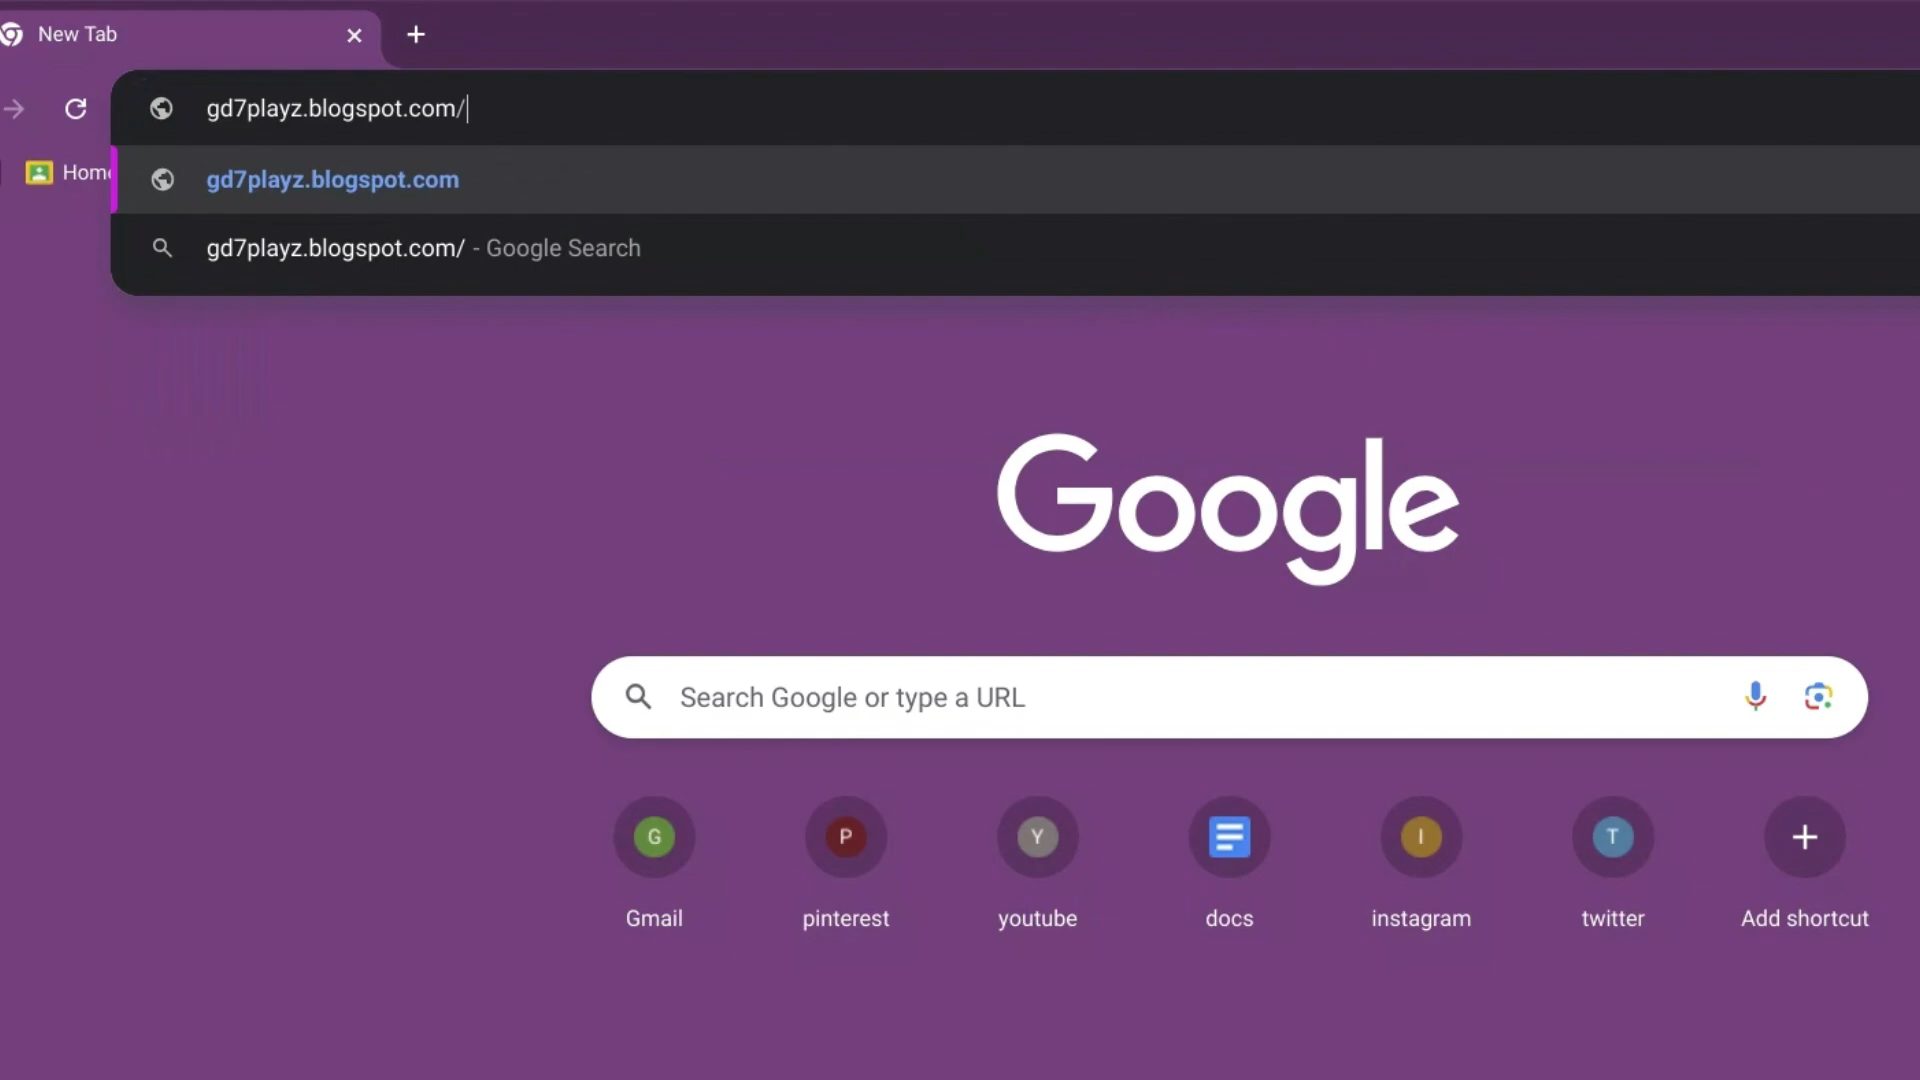 New Tab
gd7playz.blogspot.com/
Home
gd7playz.blogspot.com
gd7playz.blogspot.com/ - Google Search
Google
Search Google or type a URL
G P Y I T
Gmail pinterest youtube docs instagram twitter Add shortcut